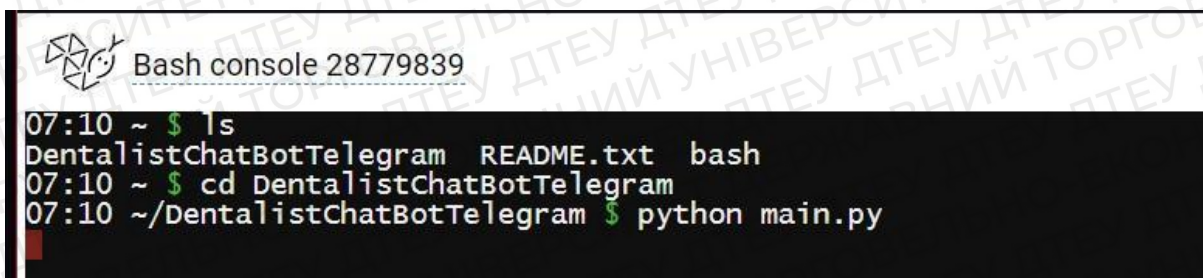 Bash console 28779839
07:10 ~ $ ls
DentalistChatBotTelegram  README.txt  bash
07:10 ~ $ cd DentalistChatBotTelegram
07:10 ~/DentalistChatBotTelegram $ python main.py